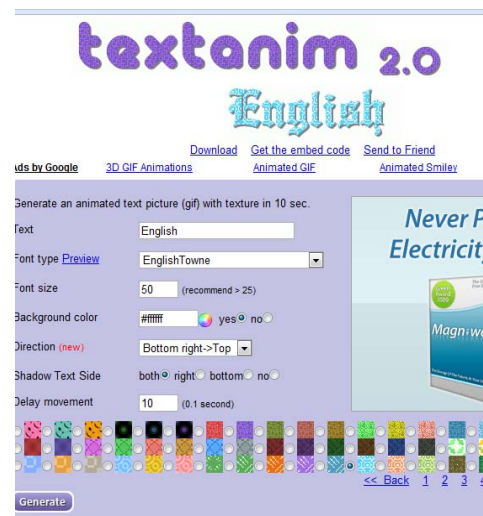 textanim 2.0
English
Download Get the embed code Send to Friend
Ads by Google 3D GIF Animations Animated GIF Animated Smiley
Generate an animated text picture (gif) with texture in 10 sec.
Text English
Font type Preview EnglishTowne
Font size 50 (recommend > 25)
Background color #ffffff yes no
Direction (new) Bottom right->Top
Shadow Text Side both right bottom no
Delay movement 10 (0.1 second)
Never P
Electricity
Magniwo
<< Back 1 2 3 4
Generate